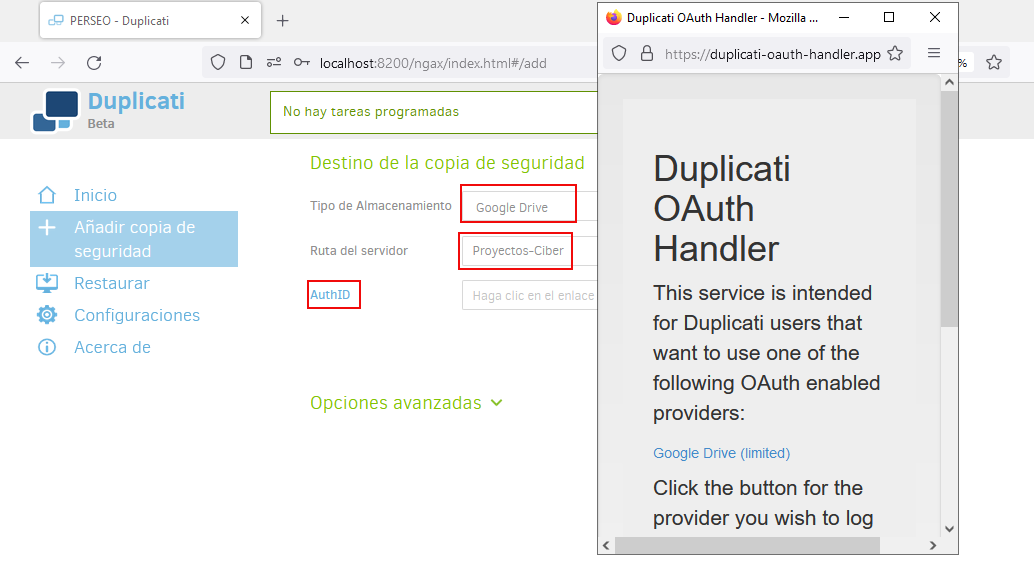 PERSEO - Duplicati
localhost:8200/ngax/index.html#/add
%
Duplicati
Beta
No hay tareas programadas
Inicio
Añadir copia de
seguridad
Restaurar
Configuraciones
Acerca de
Destino de la copia de seguridad
Tipo de Almacenamiento
Google Drive
Ruta del servidor
Proyectos-Ciber
AuthID
Haga clic en el enlace
Opciones avanzadas
Duplicati OAuth Handler - Mozilla ...
https://duplicati-oauth-handler.app
Duplicati
OAuth
Handler
This service is intended
for Duplicati users that
want to use one of the
following OAuth enabled
providers:
Google Drive (limited)
Click the button for the
provider you wish to log